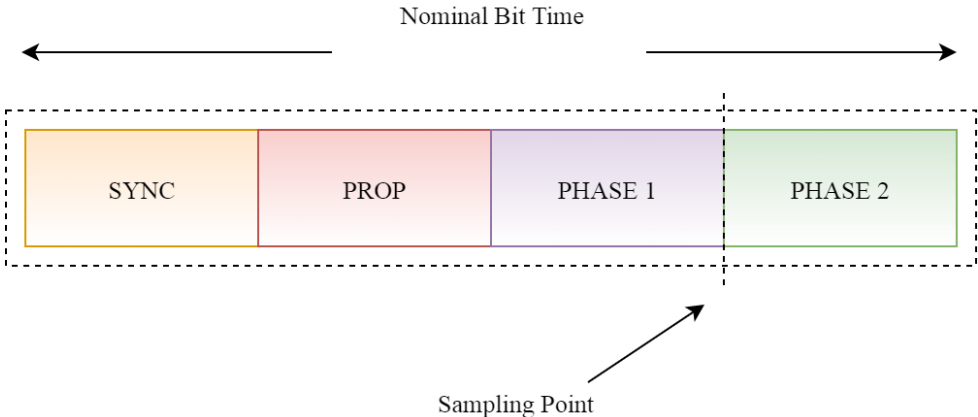 Nominal Bit Time
SYNC PROP PHASE 1 PHASE 2
Sampling Point